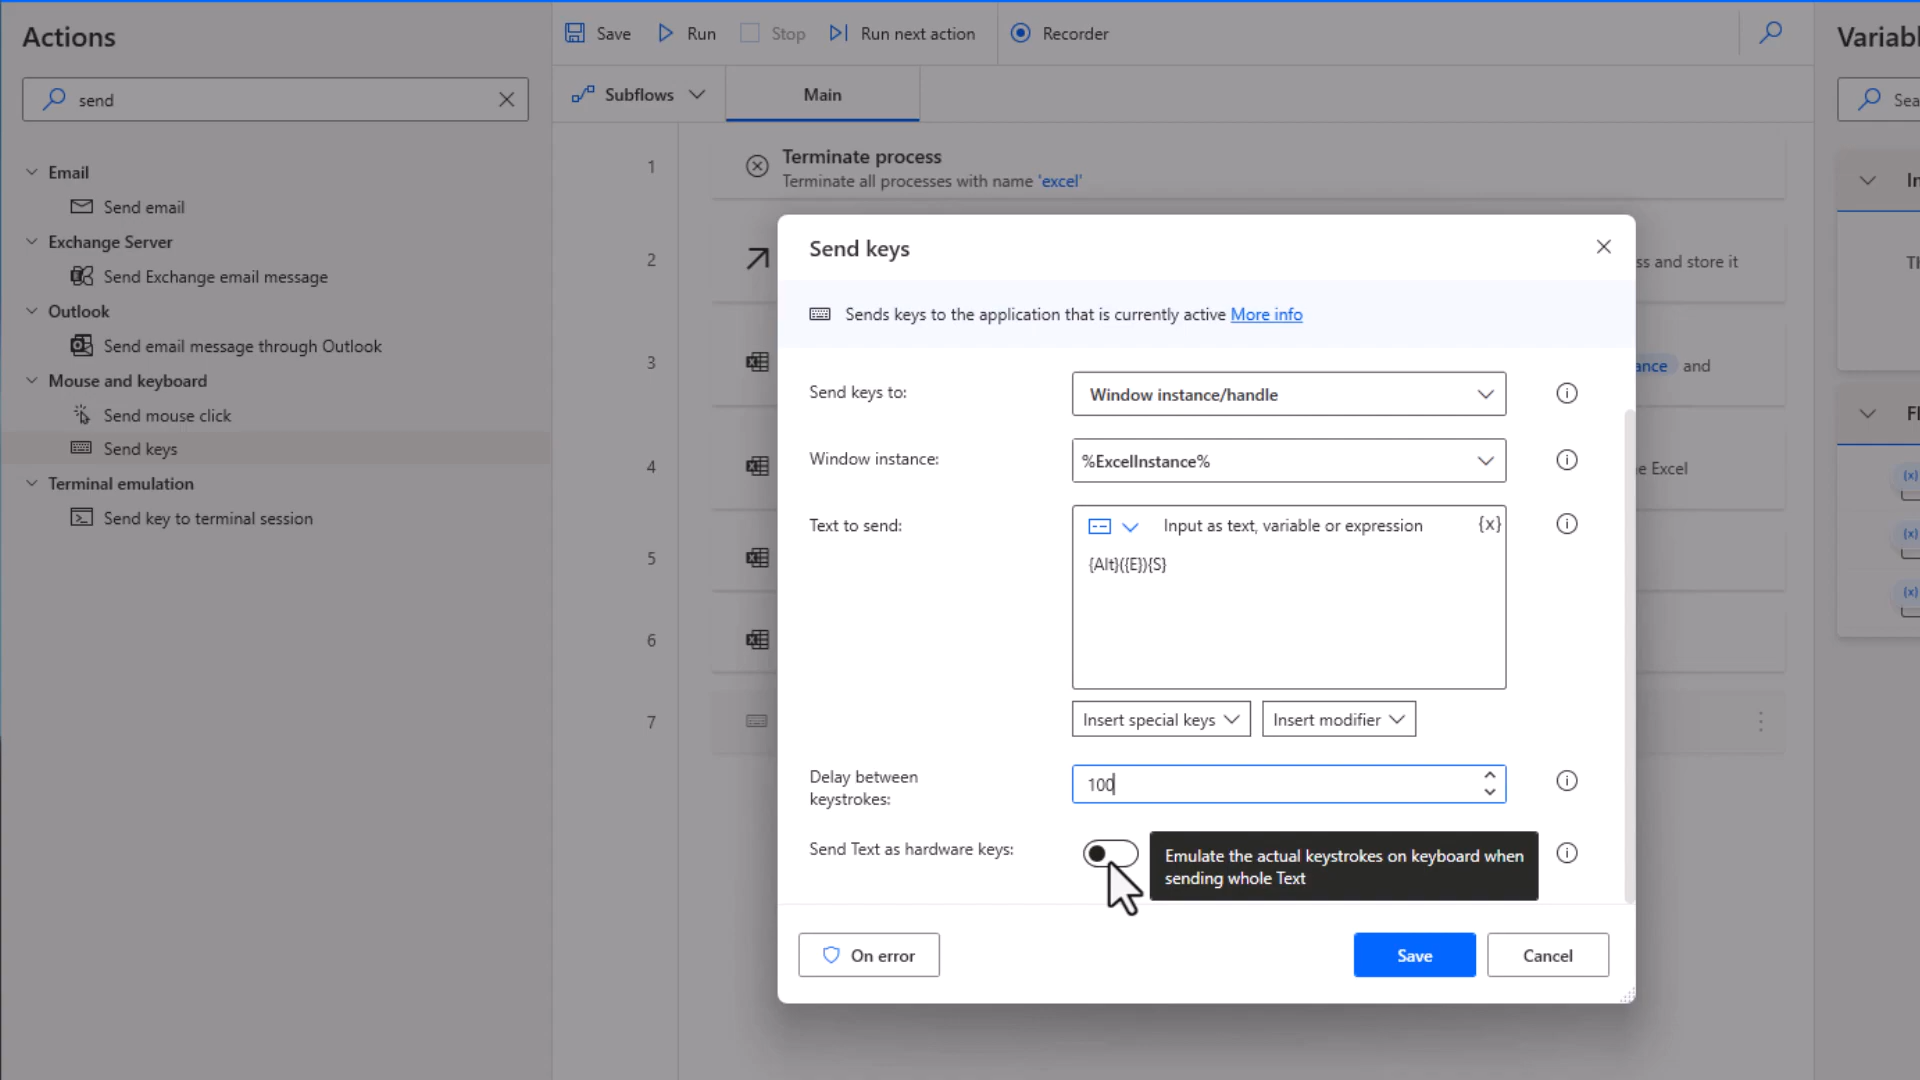 Actions
send
Email
Send email
Exchange Server
Send Exchange email message
Outlook
Send email message through Outlook
Mouse and keyboard
Send mouse click
Send keys
Terminal emulation
Send key to terminal session
Save
Run
Stop
Run next action
Recorder
Subflows
Main
1
Terminate process
Terminate all processes with name 'excel'
2
ss and store it
3
ance and
4
e Excel
5
6
7
Send keys
Sends keys to the application that is currently active More info
Send keys to:
Window instance/handle
Window instance:
%ExcelInstance%
Text to send:
Input as text, variable or expression
{x}
{Alt}({E}){S}
Insert special keys
Insert modifier
Delay between
keystrokes:
100
Send Text as hardware keys:
Emulate the actual keystrokes on keyboard when
sending whole Text
On error
Save
Cancel
Variabl
Sea
In
Th
Fl
(x)
(x)
(x)